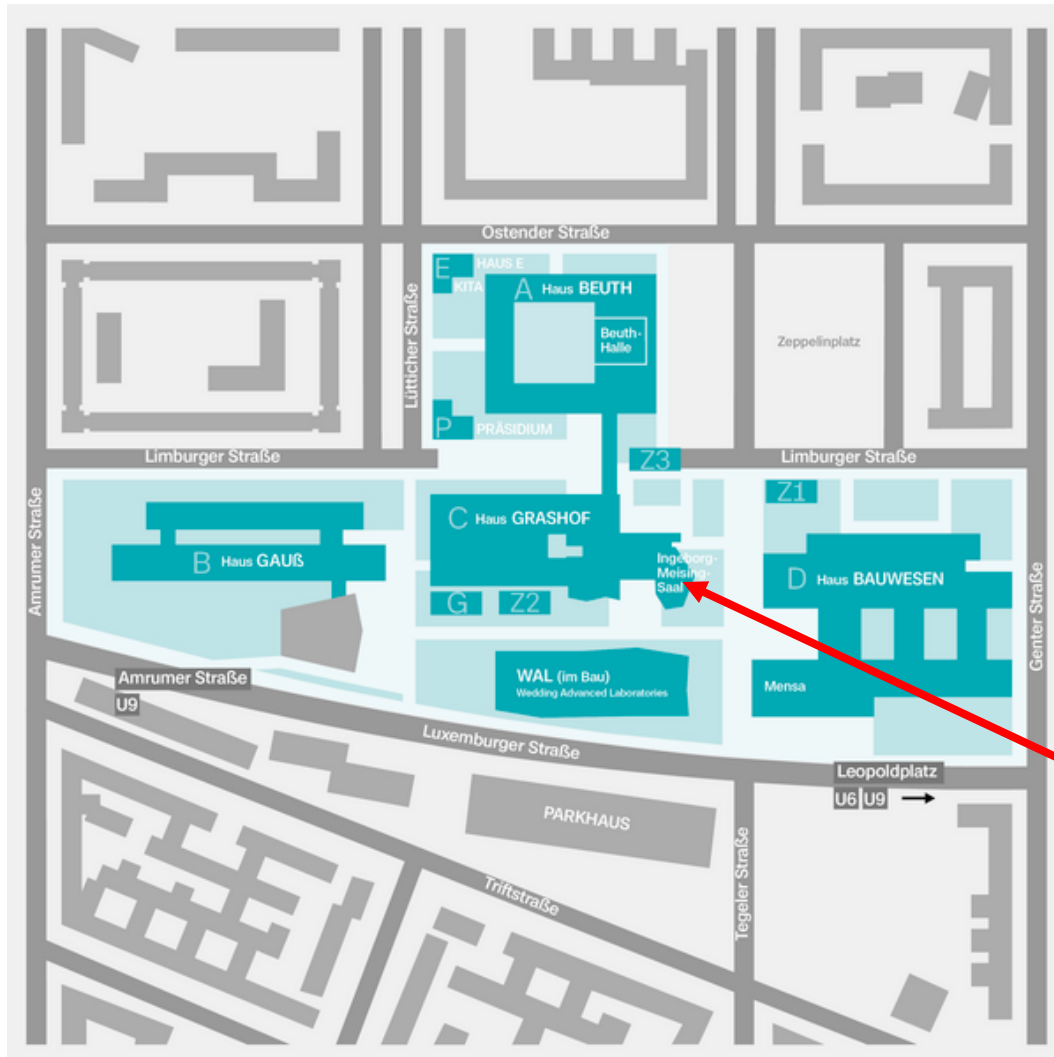 Ostender Straße
E HAUS E
KITA
A Haus BEUTH
Beuth-
Halle
Zeppelinplatz
Lütticher Straße
P PRÄSIDIUM
Limburger Straße
Z3
Limburger Straße
Z1
Amrumer Straße
C Haus GRASHOF
B Haus GAUß
Ingeborg-
Meising-
Saal
D Haus BAUWESEN
Genter Straße
G
Z2
WAL (im Bau)
Wedding Advanced Laboratories
Mensa
Amrumer Straße
U9
Luxemburger Straße
Leopoldplatz
U6 U9
PARKHAUS
Triftstraße
Tegeler Straße